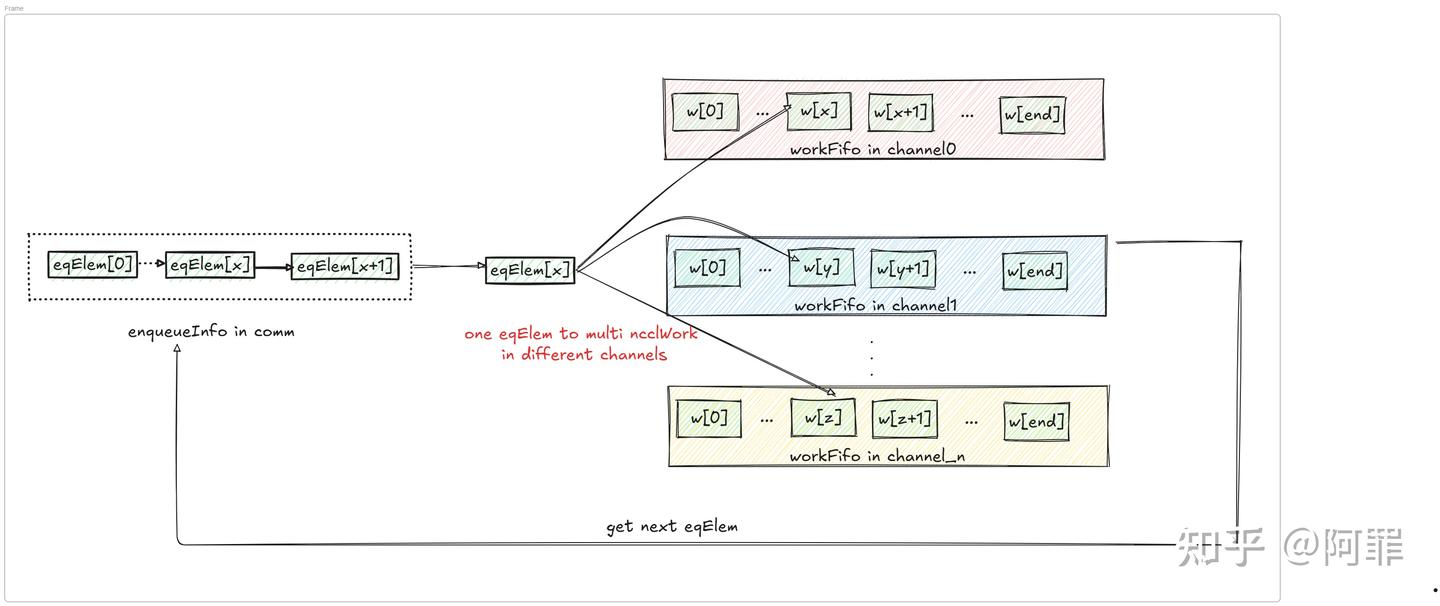 Frame
w[0] ... w[x] w[x+1] ... w[end]
workFifo in channel0
eqElem[0] eqElem[x] eqElem[x+1]
eqElem[x]
w[0] ... w[y] w[y+1] ... w[end]
workFifo in channel1
enqueueInfo in comm
one eqElem to multi ncclWork
in different channels
.
.
.
w[0] ... w[z] w[z+1] ... w[end]
workFifo in channel_n
get next eqElem
知乎 @阿罪